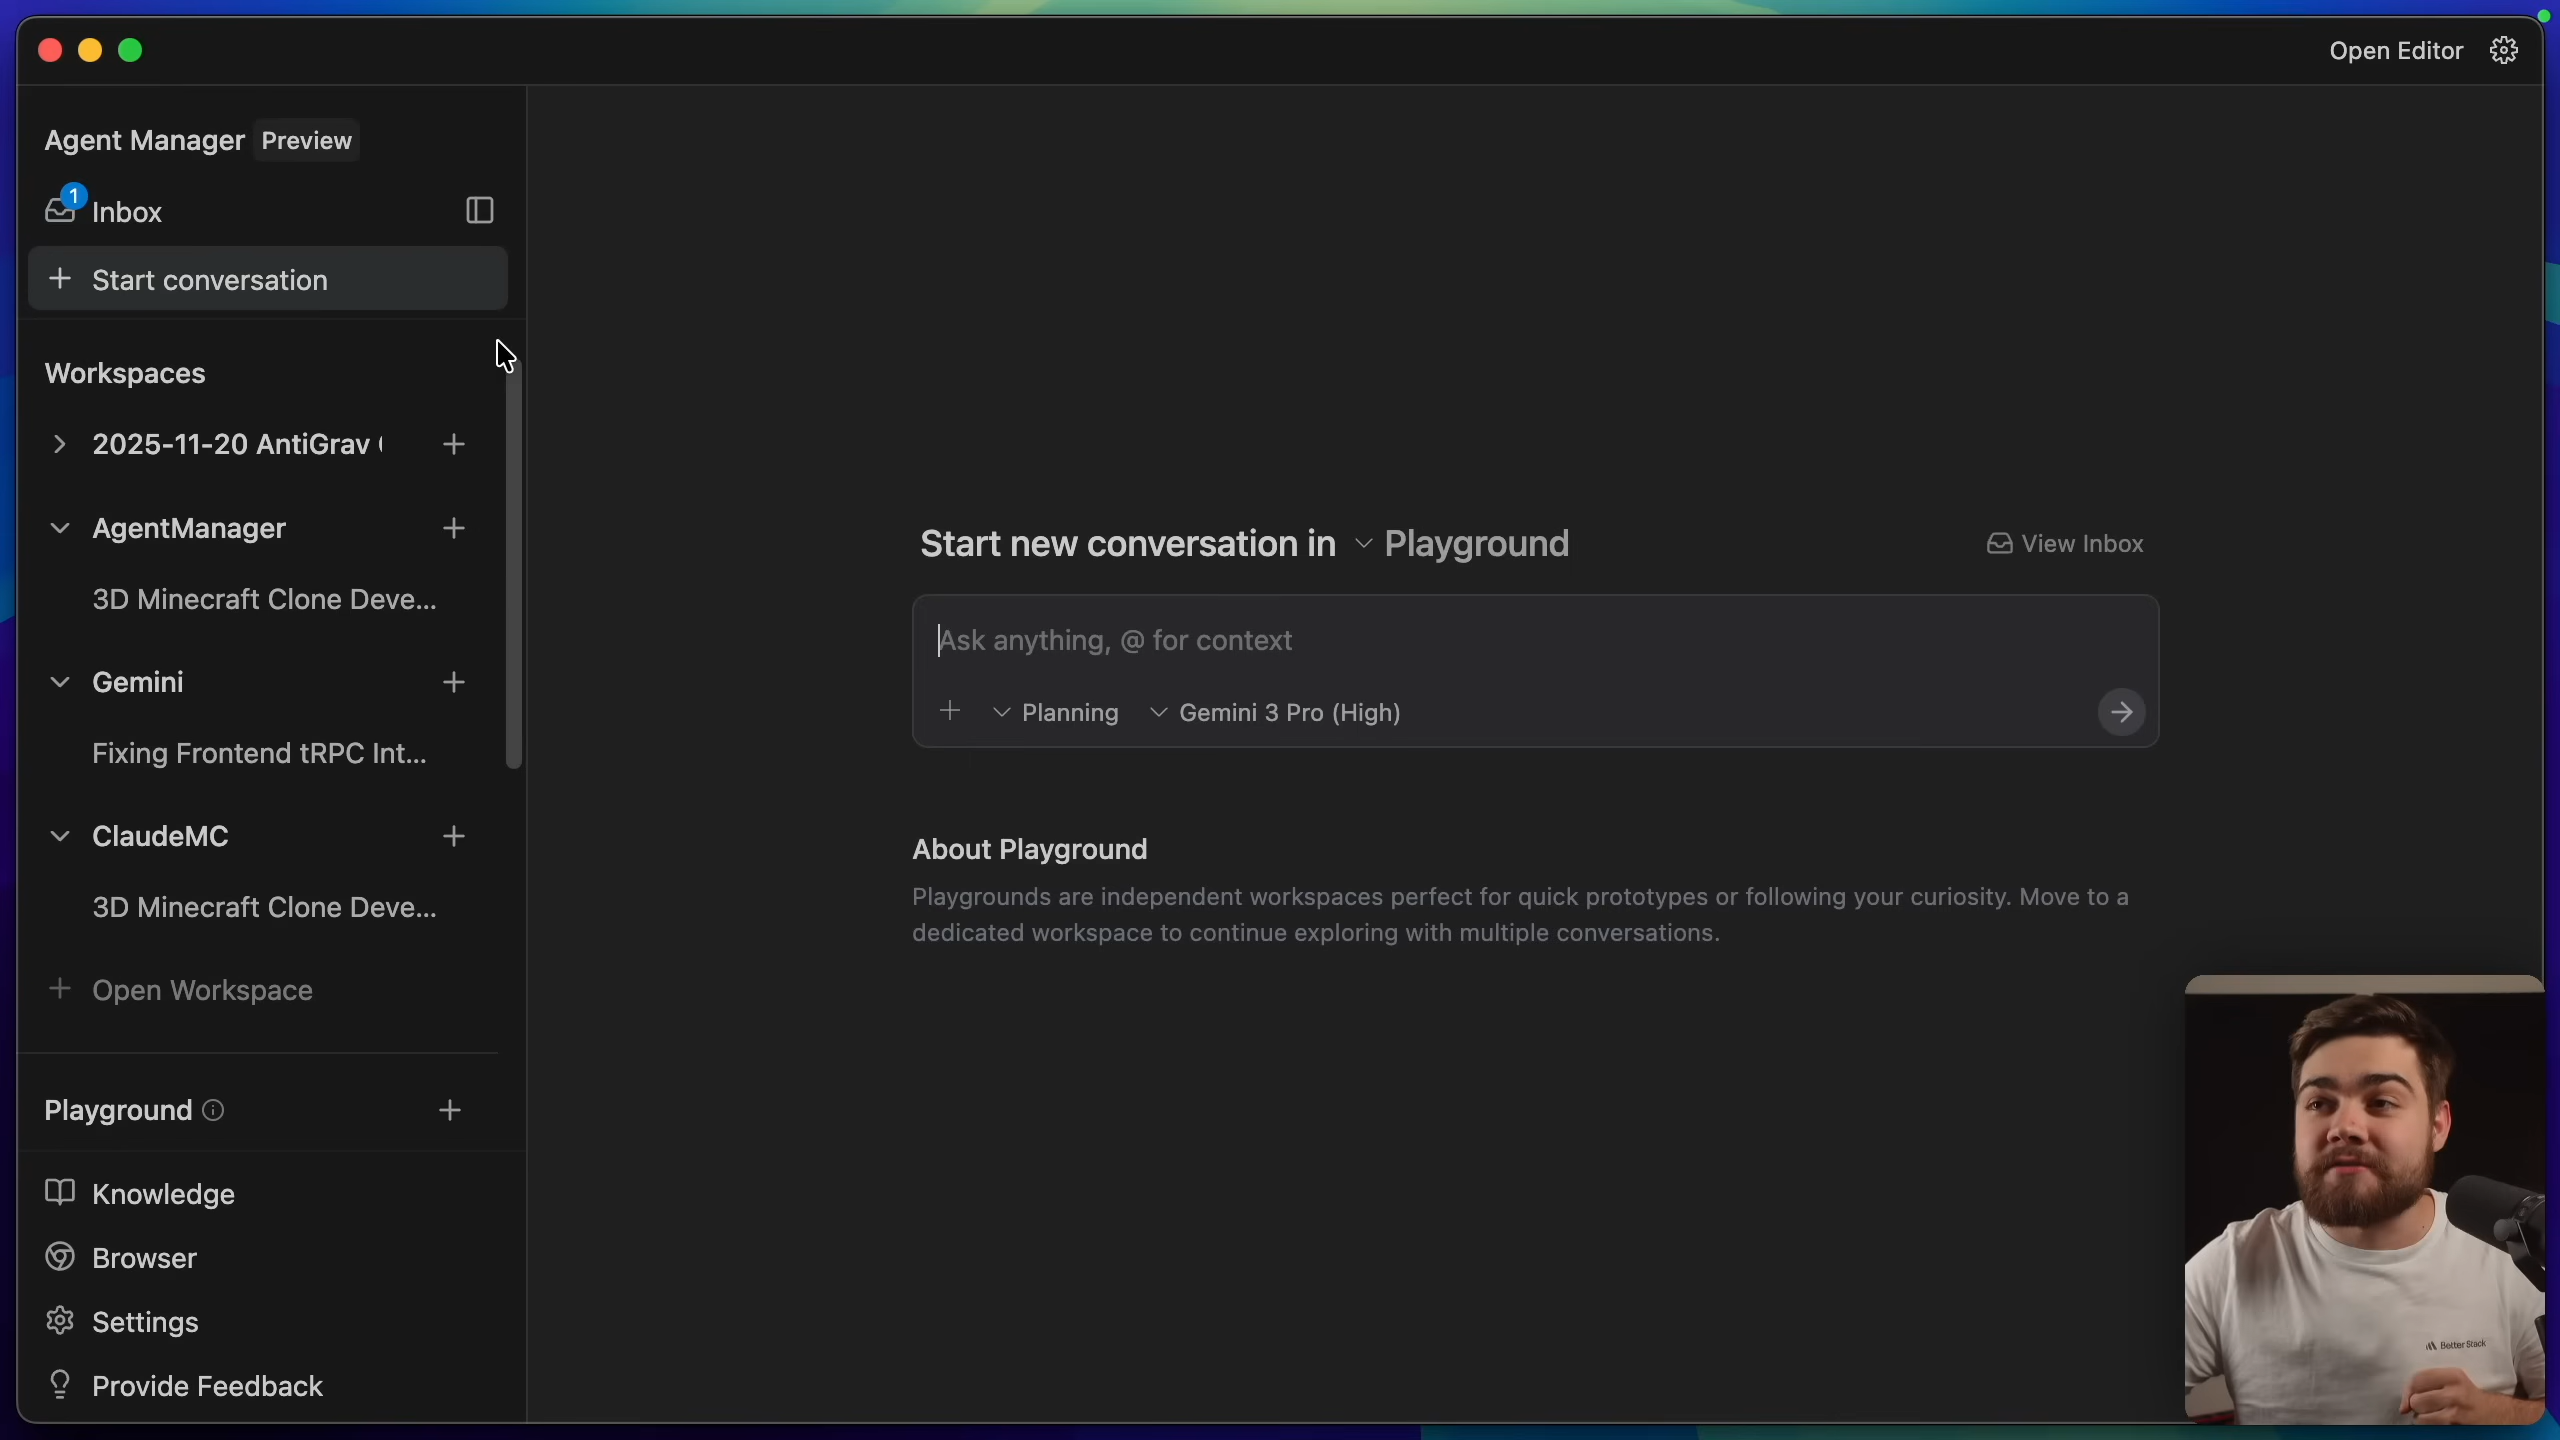 Open Editor
Agent Manager Preview
1
Inbox
Start conversation
Workspaces
2025-11-20 AntiGrav
AgentManager
3D Minecraft Clone Deve...
Gemini
Fixing Frontend tRPC Int...
ClaudeMC
3D Minecraft Clone Deve...
Open Workspace
Playground
Knowledge
Browser
Settings
Provide Feedback
Start new conversation in Playground
View Inbox
Ask anything, @ for context
Planning Gemini 3 Pro (High)
About Playground
Playgrounds are independent workspaces perfect for quick prototypes or following your curiosity. Move to a
dedicated workspace to continue exploring with multiple conversations.
Better Stack